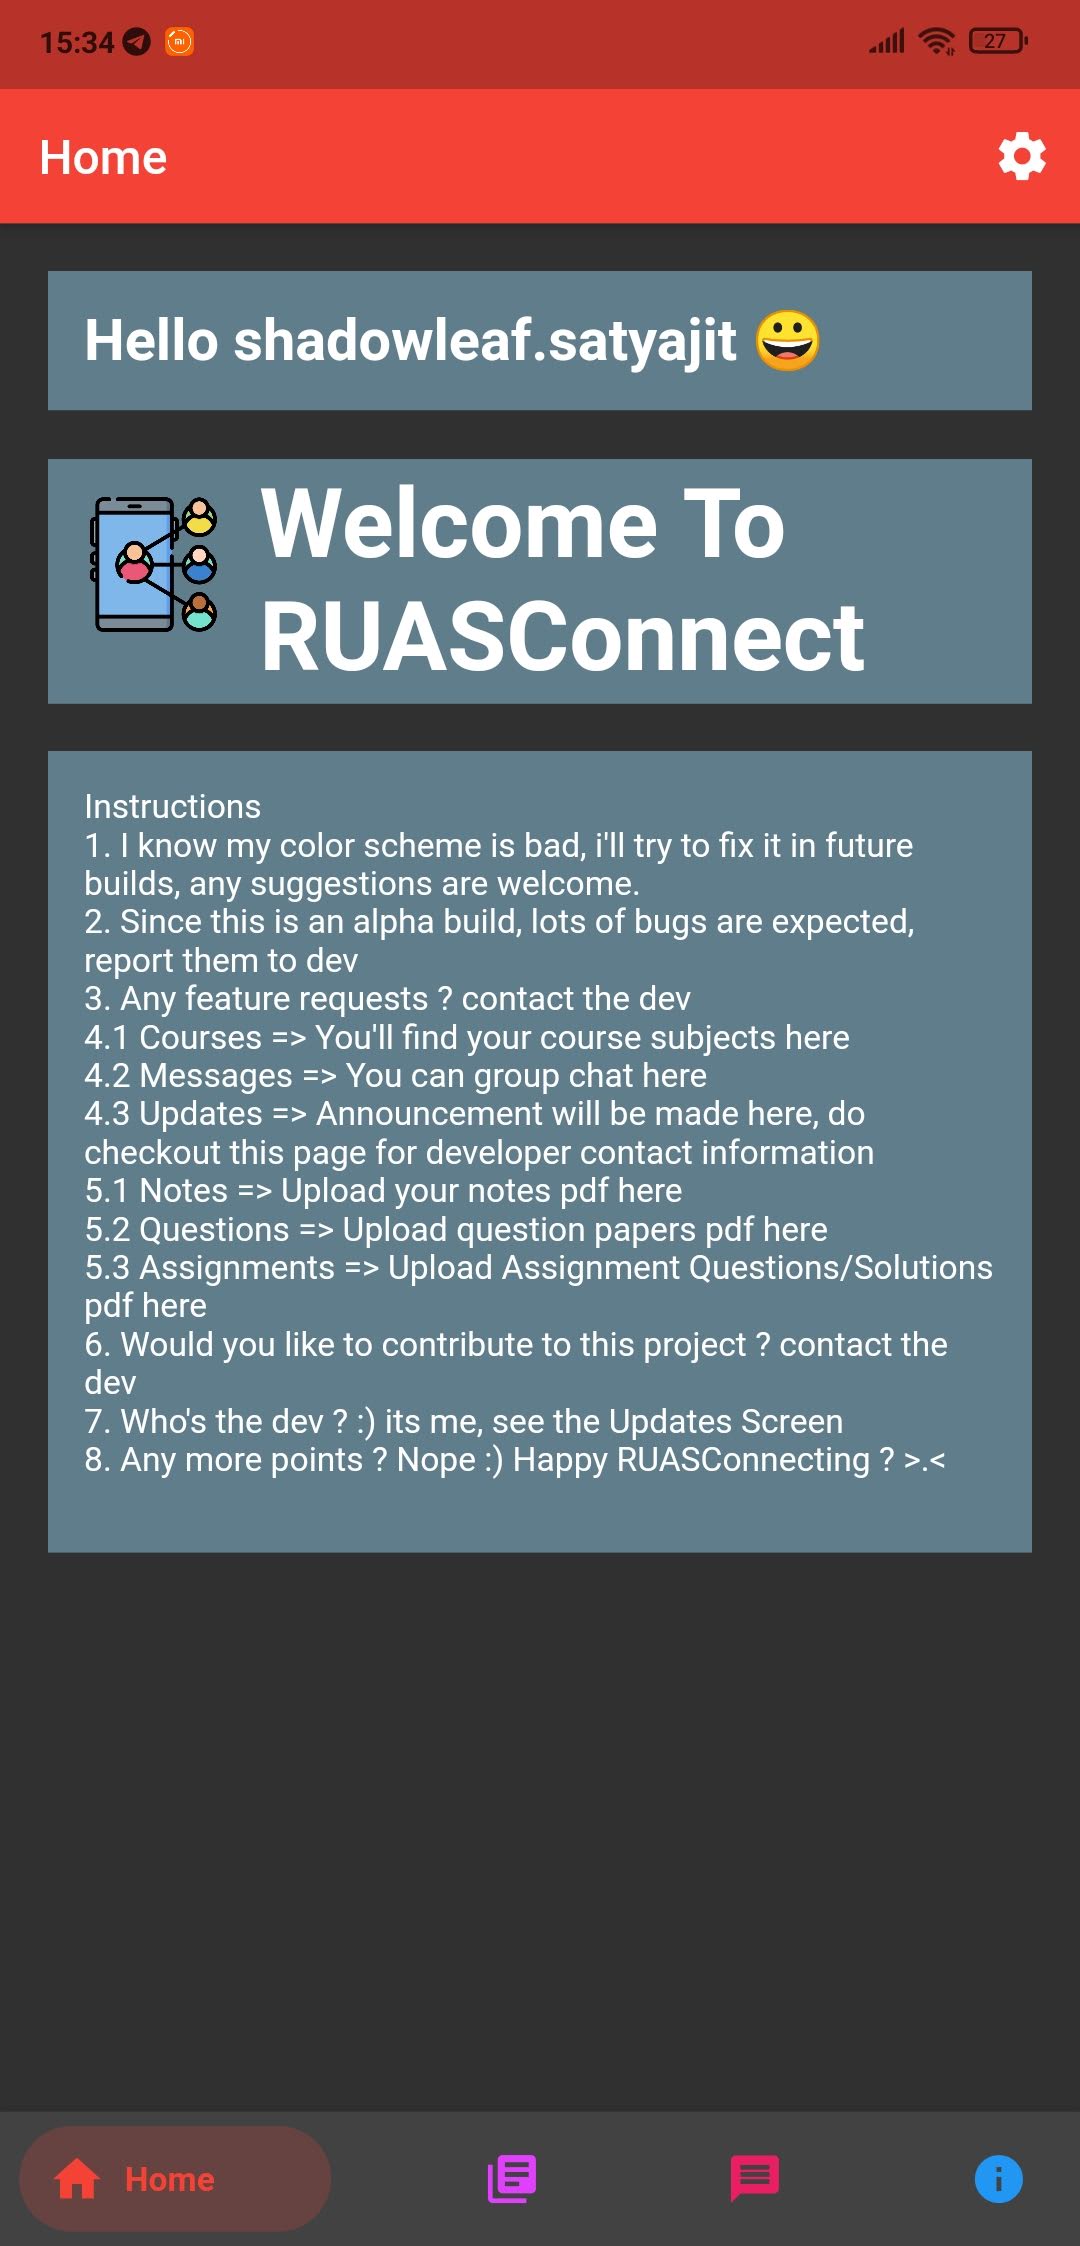 15:34
27
Home
Hello shadowleaf.satyajit 😀
Welcome To
RUASConnect
Instructions
1. I know my color scheme is bad, i'll try to fix it in future
builds, any suggestions are welcome.
2. Since this is an alpha build, lots of bugs are expected,
report them to dev
3. Any feature requests ? contact the dev
4.1 Courses => You'll find your course subjects here
4.2 Messages => You can group chat here
4.3 Updates => Announcement will be made here, do
checkout this page for developer contact information
5.1 Notes => Upload your notes pdf here
5.2 Questions => Upload question papers pdf here
5.3 Assignments => Upload Assignment Questions/Solutions
pdf here
6. Would you like to contribute to this project ? contact the
dev
7. Who's the dev ? :) its me, see the Updates Screen
8. Any more points ? Nope :) Happy RUASConnecting ? >.<
Home